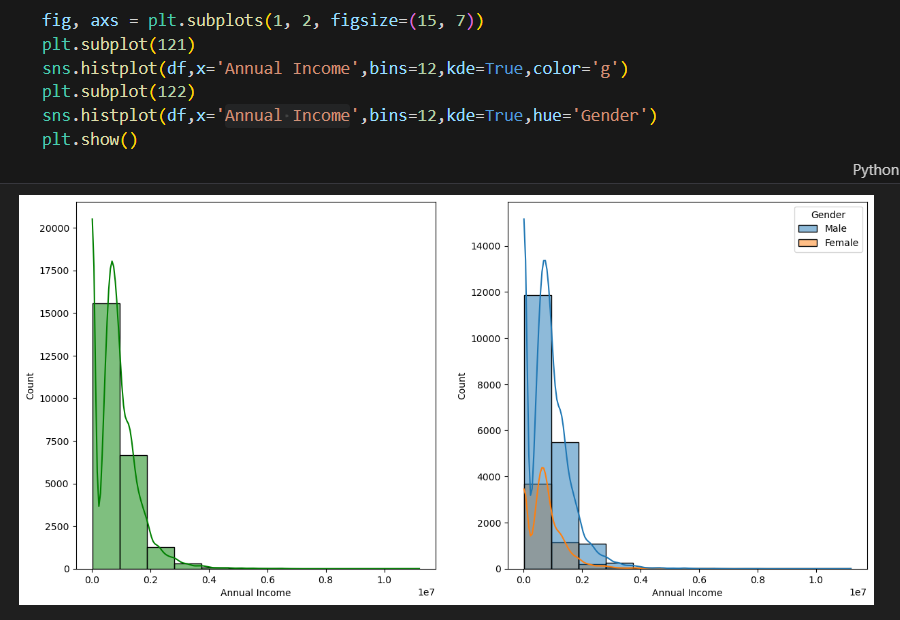 fig, axs = plt.subplots(1, 2, figsize=(15, 7))
plt.subplot(121)
sns.histplot(df,x='Annual Income',bins=12,kde=True,color='g')
plt.subplot(122)
sns.histplot(df,x='Annual Income',bins=12,kde=True,hue='Gender')
plt.show()
Python
20000
17500
15000
12500
10000
7500
5000
2500
0
Count
0.0 0.2 0.4 0.6 0.8 1.0
Annual Income
1e7
Gender
Male
Female
14000
12000
10000
8000
6000
4000
2000
0
Count
0.0 0.2 0.4 0.6 0.8 1.0
Annual Income
1e7